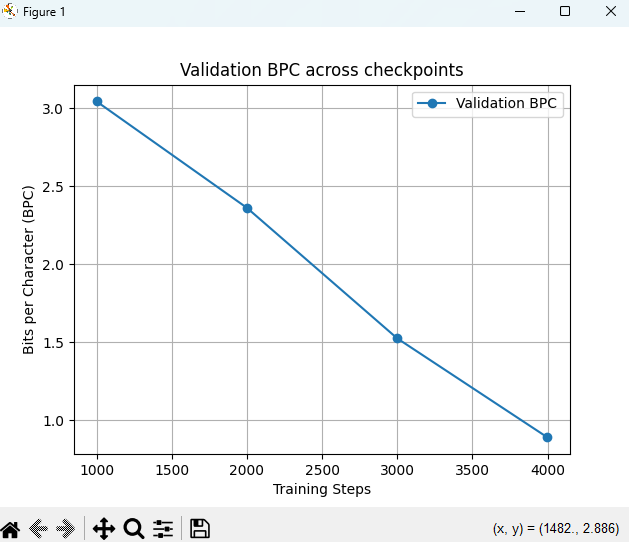 Figure 1
Validation BPC across checkpoints
Validation BPC
Bits per Character (BPC)
3.0
2.5
2.0
1.5
1.0
1000 1500 2000 2500 3000 3500 4000
Training Steps
(x, y) = (1482., 2.886)